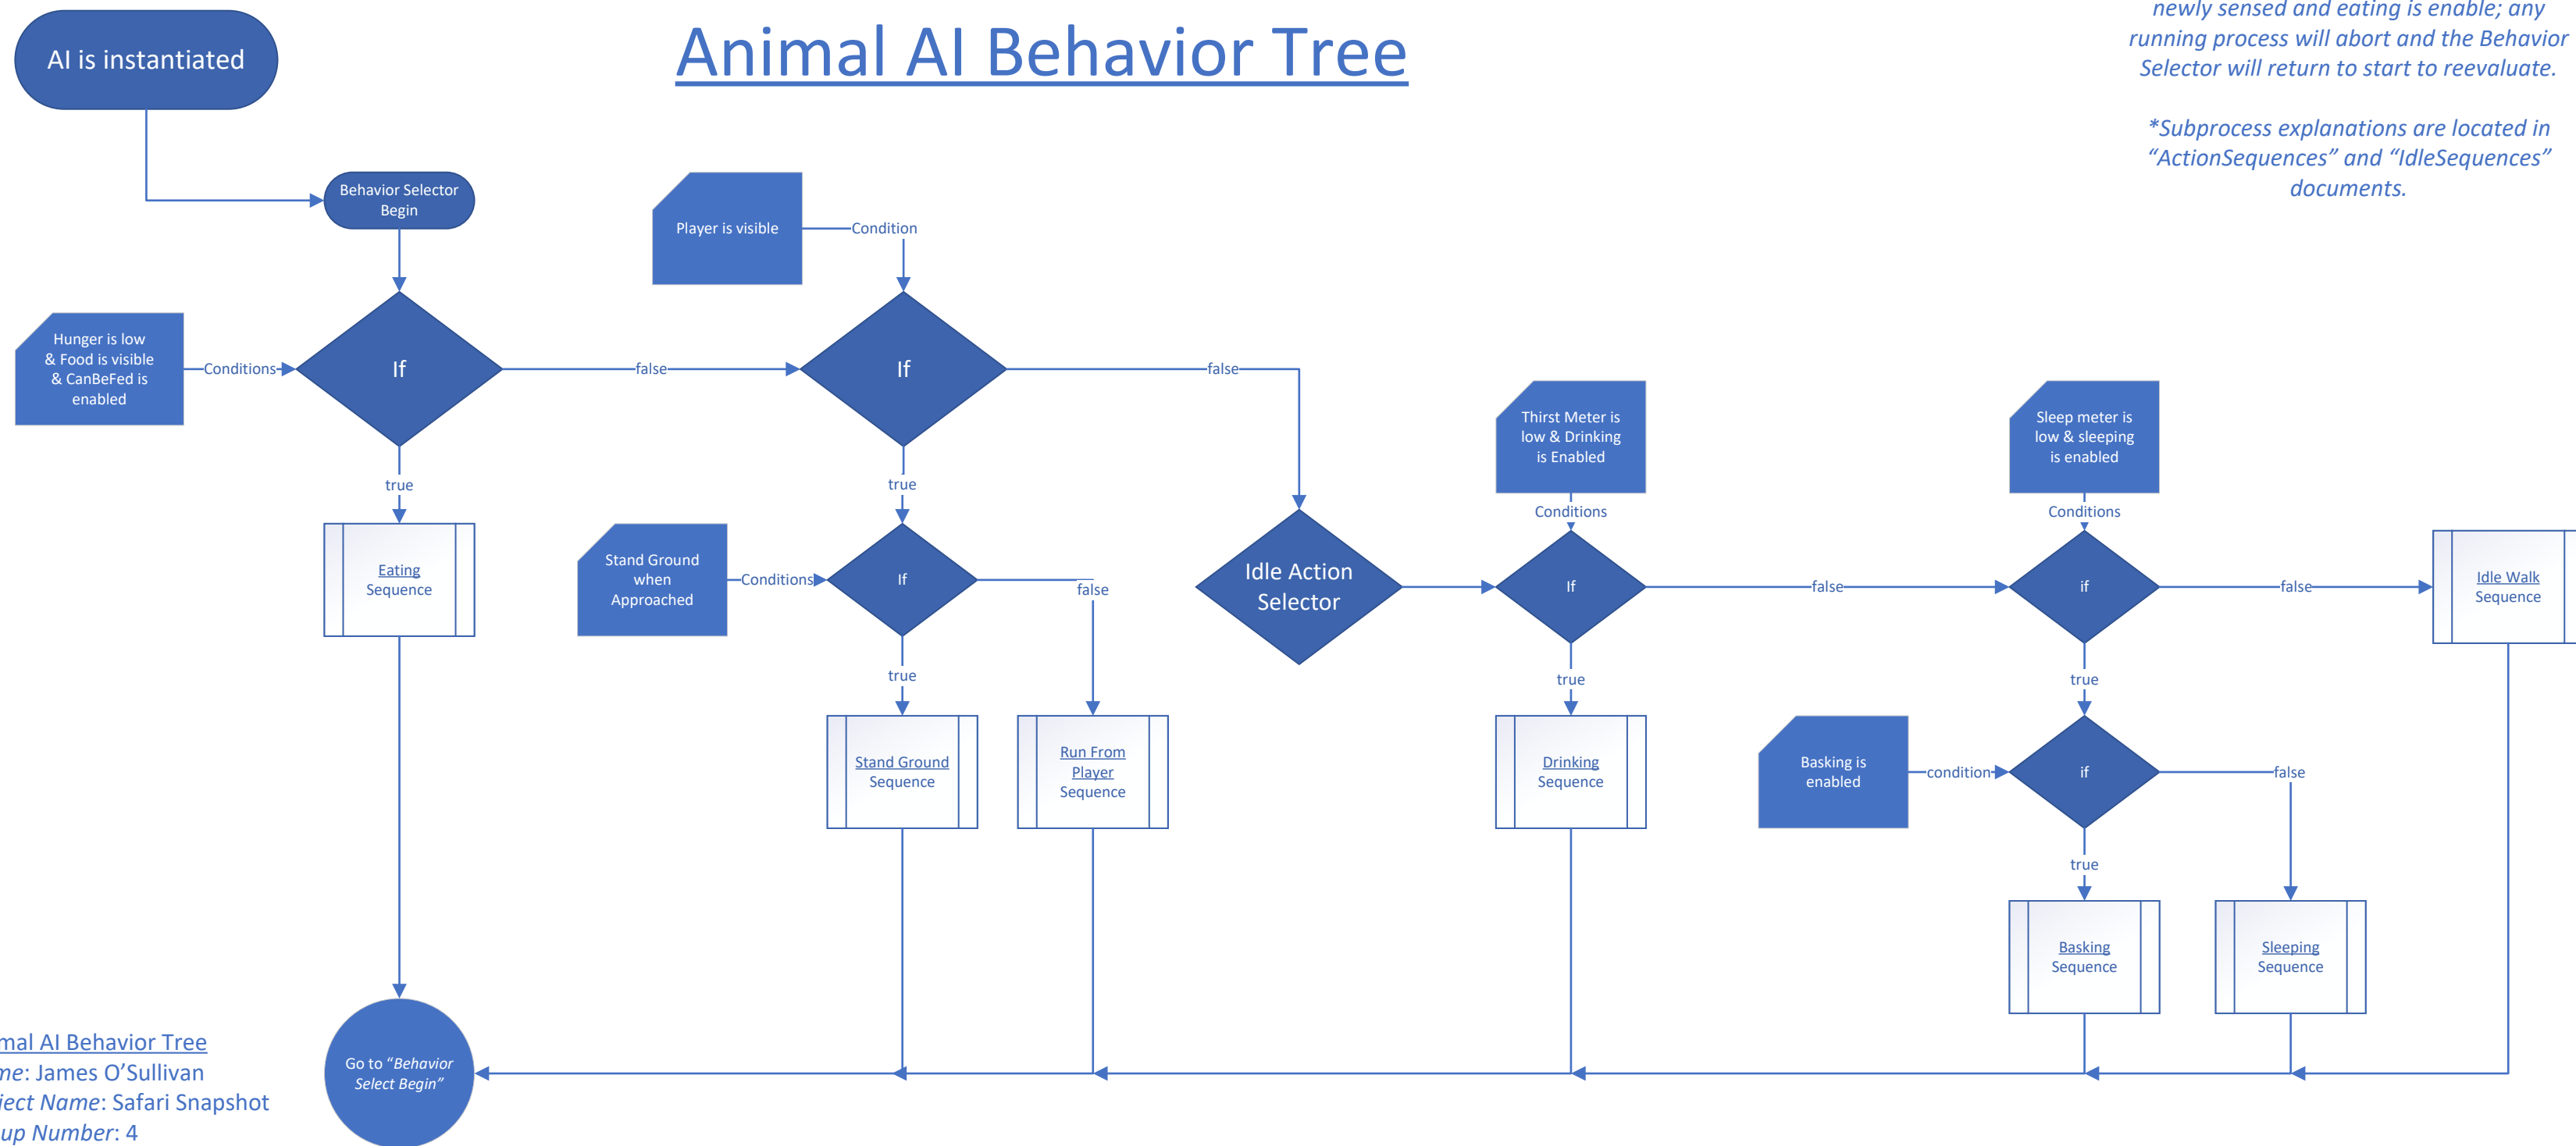 AI is instantiated
Animal AI Behavior Tree
newly sensed and eating is enable; any
running process will abort and the Behavior
Selector will return to start to reevaluate.
*Subprocess explanations are located in
“ActionSequences” and “IdleSequences”
documents.
Behavior Selector
Begin
Player is visible
Condition
Hunger is low
& Food is visible
& CanBeFed is
enabled
Conditions
If
false
If
false
Thirst Meter is
low & Drinking
is Enabled
Sleep meter is
low & sleeping
is enabled
true
true
Conditions
Conditions
Eating
Sequence
Stand Ground
when
Approached
Conditions
If
false
Idle Action
Selector
If
false
if
false
Idle Walk
Sequence
true
true
true
Stand Ground
Sequence
Run From
Player
Sequence
Drinking
Sequence
Basking is
enabled
condition
if
false
true
Basking
Sequence
Sleeping
Sequence
Go to “Behavior
Select Begin”
mal AI Behavior Tree
me: James O’Sullivan
ject Name: Safari Snapshot
up Number: 4